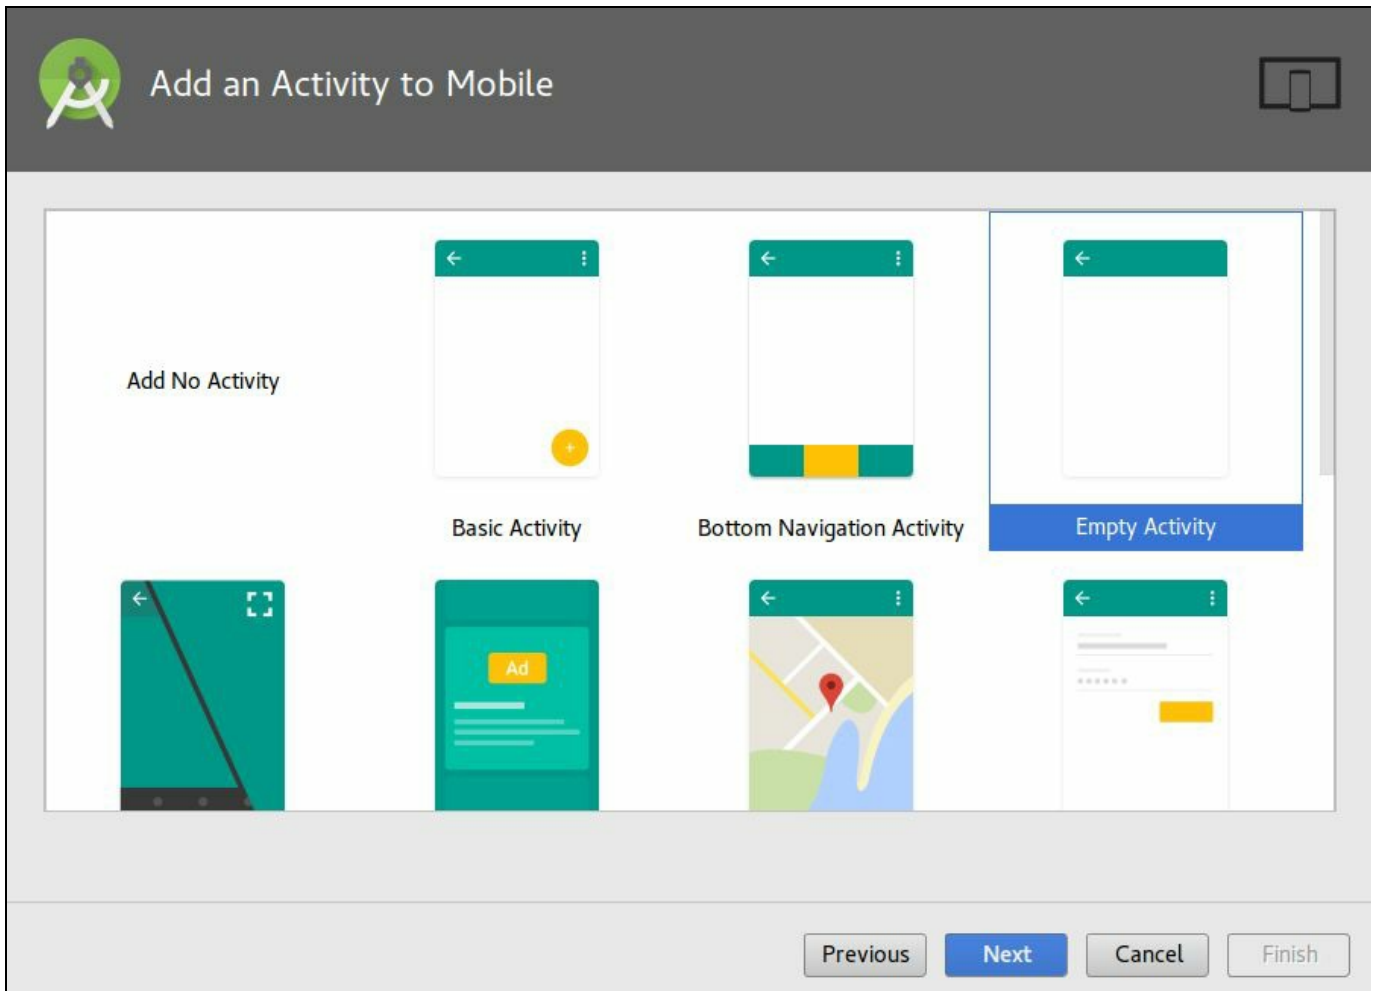 Add an Activity to Mobile
Add No Activity
Basic Activity
Bottom Navigation Activity
Empty Activity
Ad
Previous
Next
Cancel
Finish